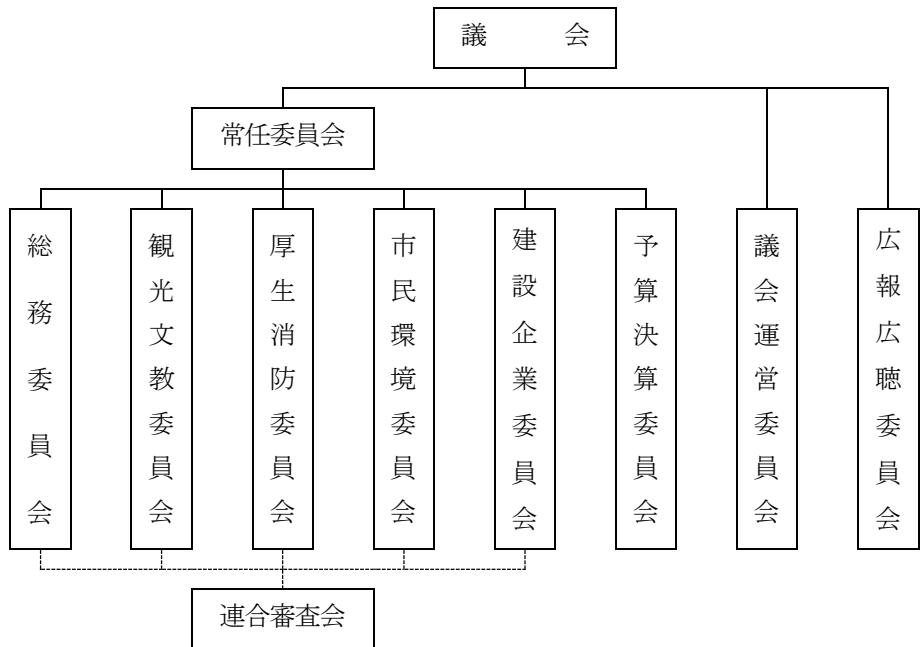 議　　　会
常任委員会
総務委員会
観光文教委員会
厚生消防委員会
市民環境委員会
建設企業委員会
予算決算委員会
議会運営委員会
広報広聴委員会
連合審査会